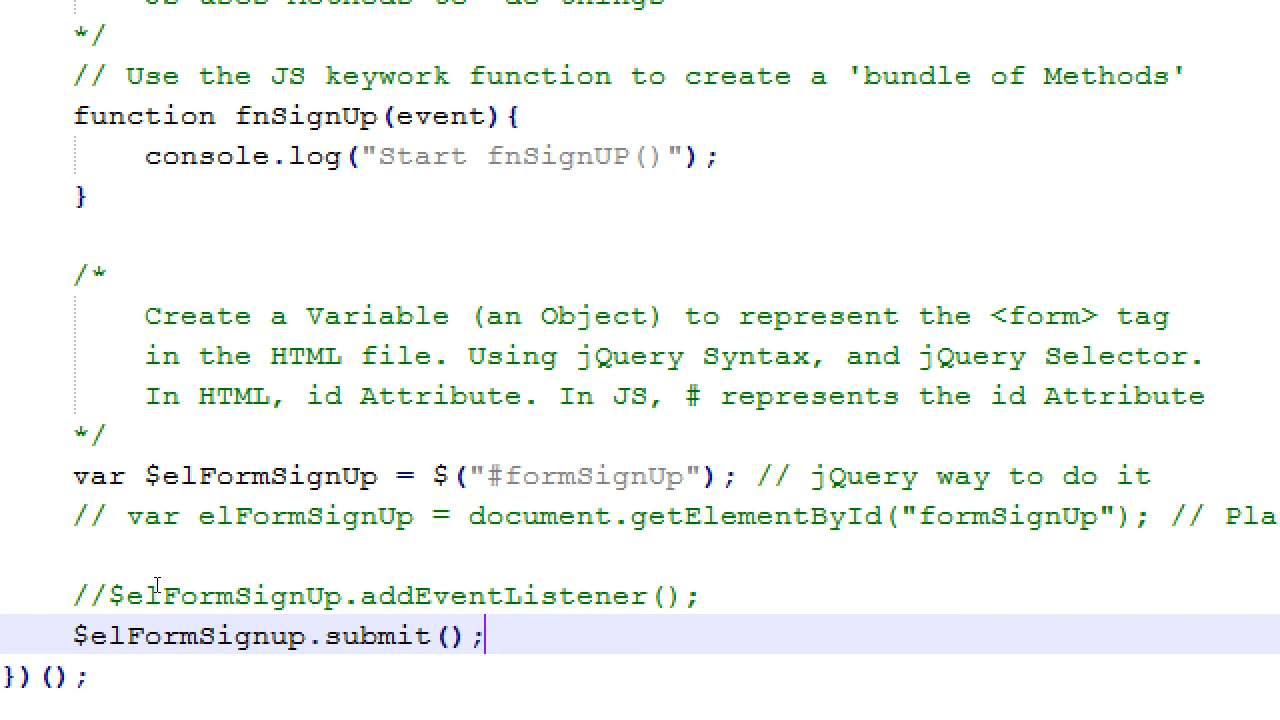 */
// Use the JS keywork function to create a 'bundle of Methods'
function fnSignUp(event){
console.log("Start fnSignUP()");
}
/*
Create a Variable (an Object) to represent the <form> tag
in the HTML file. Using jQuery Syntax, and jQuery Selector.
In HTML, id Attribute. In JS, # represents the id Attribute
*/
var $elFormSignUp = $("#formSignUp"); // jQuery way to do it
// var elFormSignUp = document.getElementById("formSignUp"); // Pla
//$elFormSignUp.addEventListener();
$elFormSignup.submit();
})();